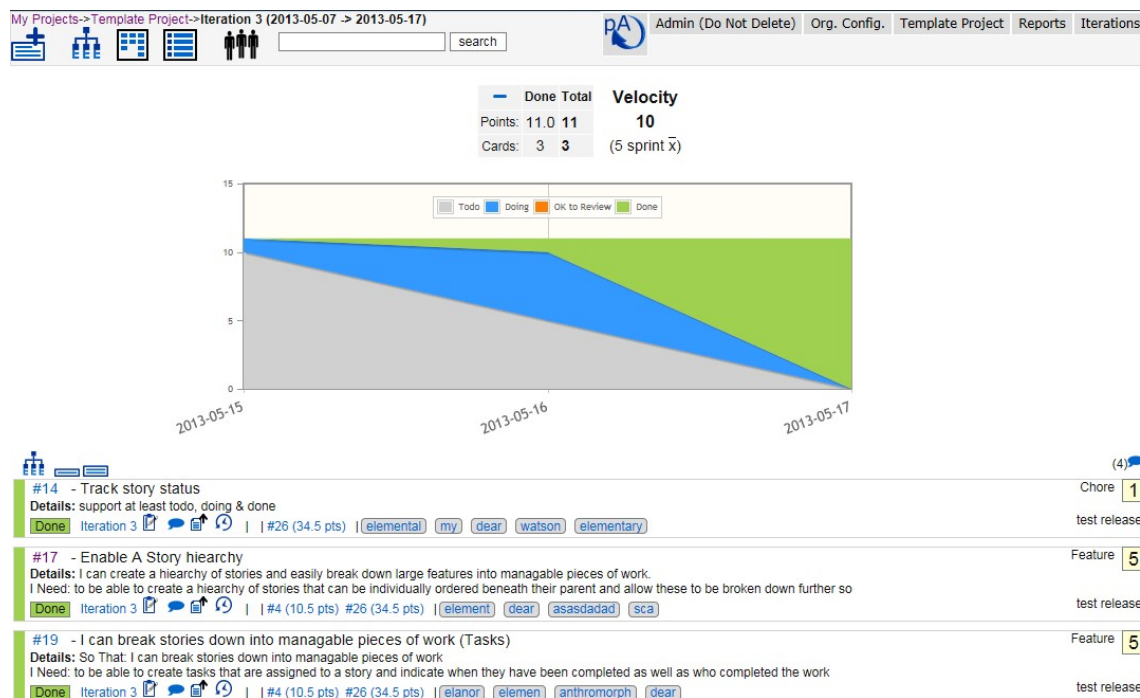 My Projects->Template Project->Iteration 3 (2013-05-07 -> 2013-05-17)
search
pA
Admin (Do Not Delete) Org. Config. Template Project Reports Iterations
Done Total Velocity
Points: 11.0 11 10
Cards: 3 3 (5 sprint x̅)
15
Todo Doing OK to Review Done
10
5
0
2013-05-15 2013-05-16 2013-05-17
(4)
#14 - Track story status Chore 1
Details: support at least todo, doing & done
Done Iteration 3 | | #26 (34.5 pts) | elemental my dear watson elementary test release
#17 - Enable A Story hiearchy Feature 5
Details: I can create a hiearchy of stories and easily break down large features into managable pieces of work.
I Need: to be able to create a hiearchy of stories that can be individually ordered beneath their parent and allow these to be broken down further so
Done Iteration 3 | | #4 (10.5 pts) #26 (34.5 pts) | element dear asasdadad sca test release
#19 - I can break stories down into managable pieces of work (Tasks) Feature 5
Details: So That: I can break stories down into managable pieces of work
I Need: to be able to create tasks that are assigned to a story and indicate when they have been completed as well as who completed the work
Done Iteration 3 | | #4 (10.5 pts) #26 (34.5 pts) | elanor elemen anthromorph dear test release